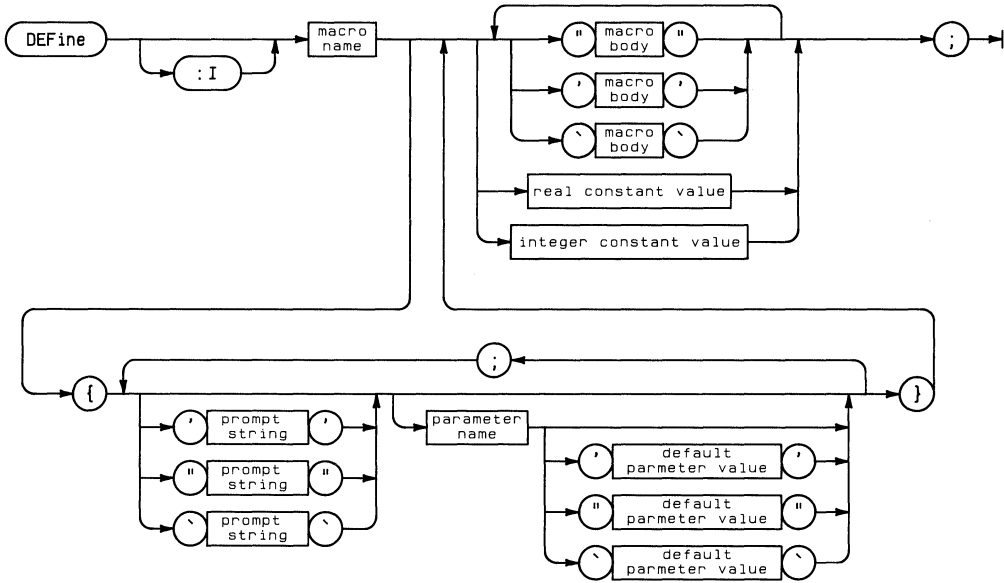 DEFine
:I
macro
name
" macro body "
' macro body '
` macro body `
real constant value
integer constant value
;
;
{
}
' prompt string '
" prompt string "
` prompt string `
parameter
name
' default parmeter value '
" default parmeter value "
` default parmeter value `